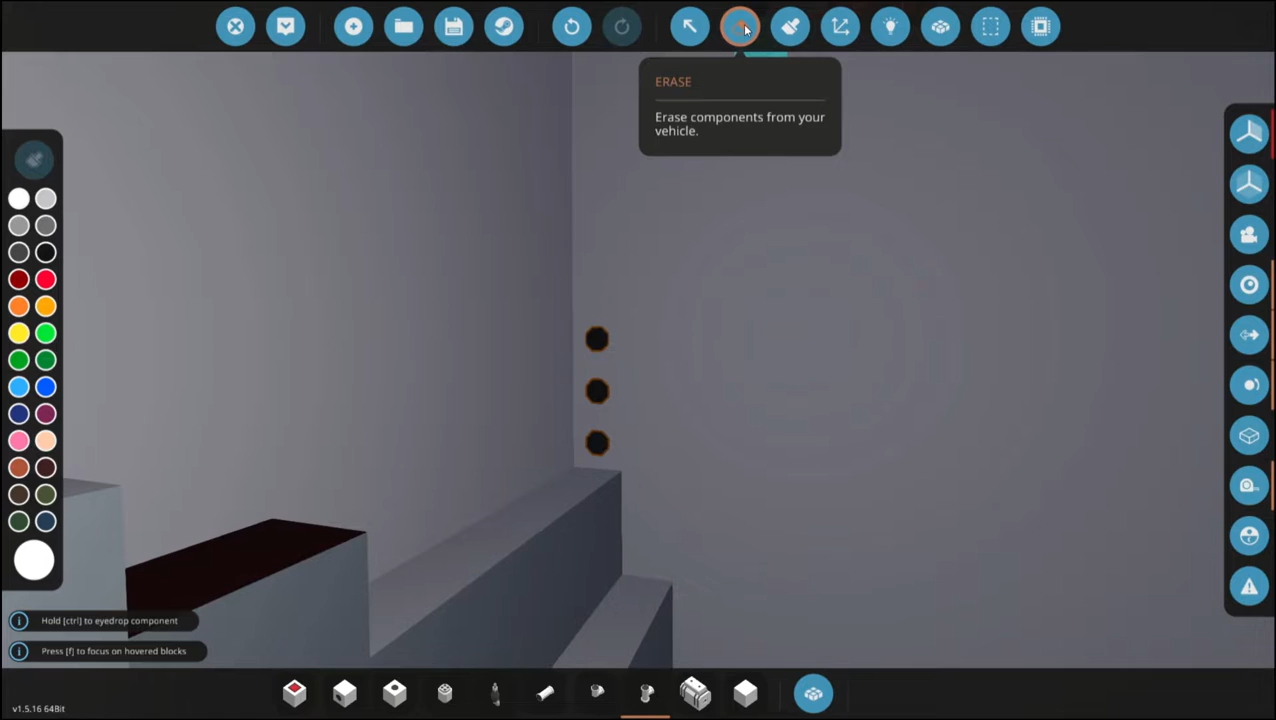 ERASE
Erase components from your
vehicle.
Hold [ctrl] to eyedrop component
Press [f] to focus on hovered blocks
v1.5.16 64Bit